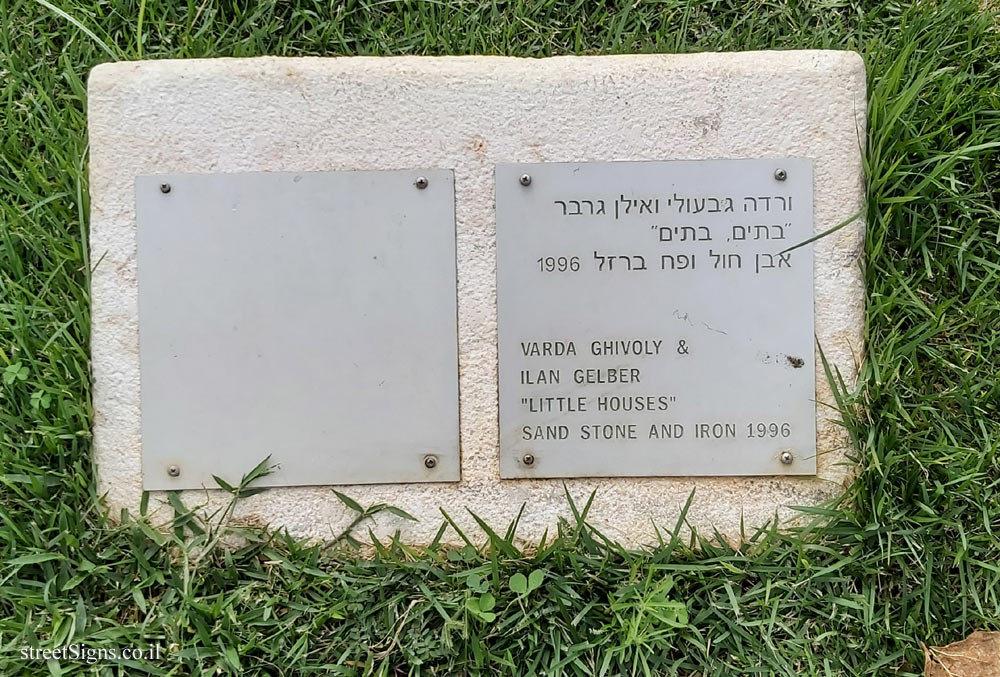 ורדה גבעולי ואילן גרבר
"בתים, בתים"
אבן חול ופח ברזל 1996
VARDA GHIVOLY &
ILAN GELBER
"LITTLE HOUSES"
SAND STONE AND IRON 1996
streetSigns.co.il